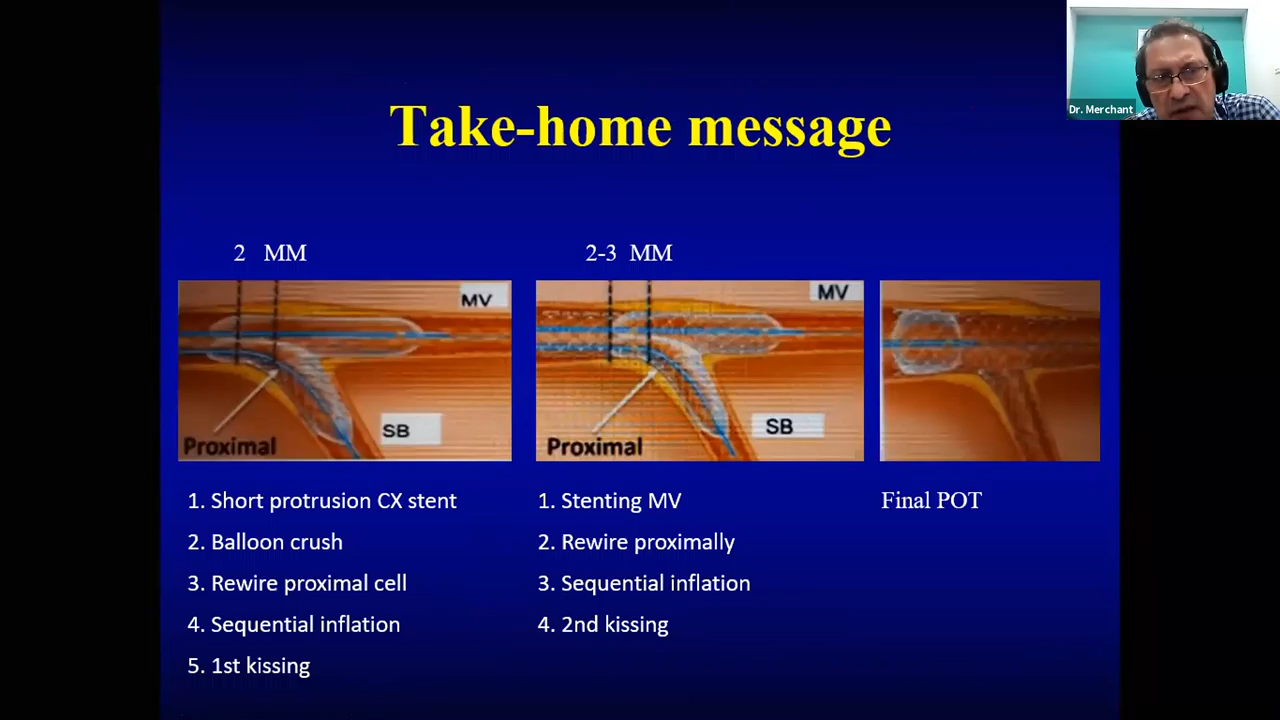 Dr. Merchant
Take-home message
2 MM
2-3 MM
MV
SB
Proximal
MV
SB
Proximal
1. Short protrusion CX stent
2. Balloon crush
3. Rewire proximal cell
4. Sequential inflation
5. 1st kissing
1. Stenting MV
2. Rewire proximally
3. Sequential inflation
4. 2nd kissing
Final POT